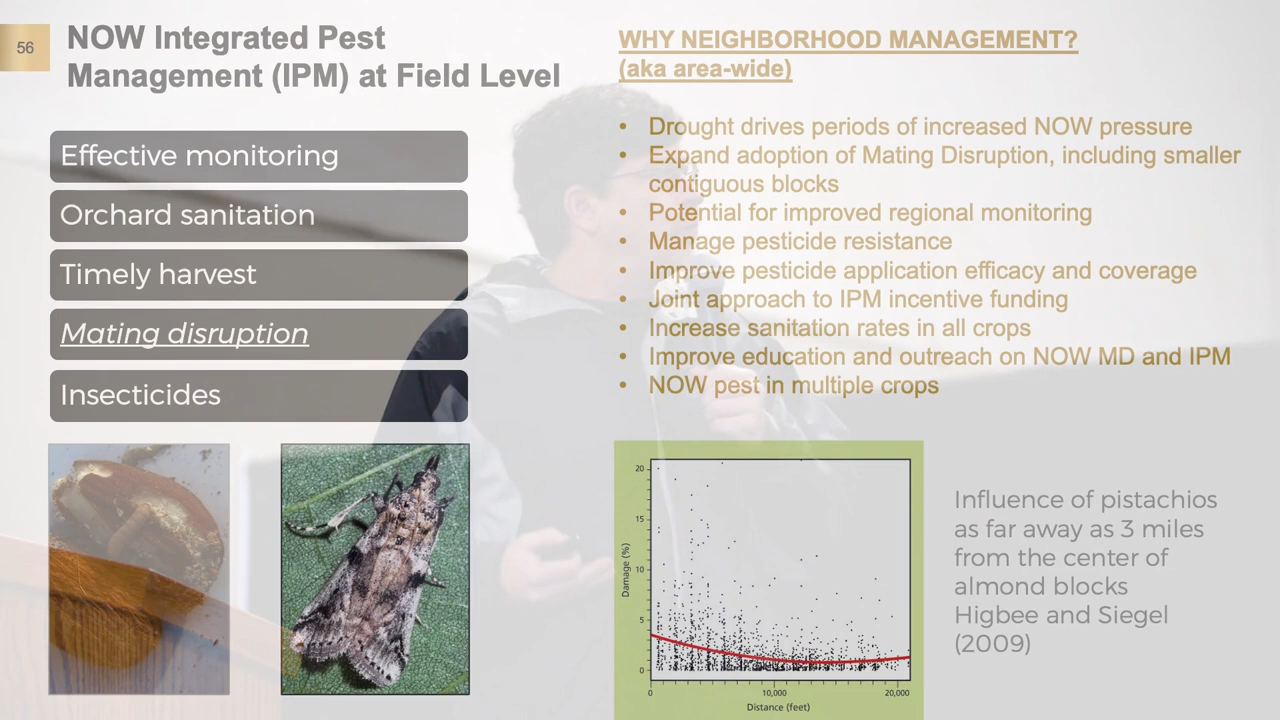 56
NOW Integrated Pest
Management (IPM) at Field Level
Effective monitoring
Orchard sanitation
Timely harvest
Mating disruption
Insecticides
WHY NEIGHBORHOOD MANAGEMENT?
(aka area-wide)
• Drought drives periods of increased NOW pressure
• Expand adoption of Mating Disruption, including smaller
contiguous blocks
• Potential for improved regional monitoring
• Manage pesticide resistance
• Improve pesticide application efficacy and coverage
• Joint approach to IPM incentive funding
• Increase sanitation rates in all crops
• Improve education and outreach on NOW MD and IPM
• NOW pest in multiple crops
Damage (%)
20
15
10
5
0
0 10,000 20,000
Distance (feet)
Influence of pistachios
as far away as 3 miles
from the center of
almond blocks
Higbee and Siegel
(2009)